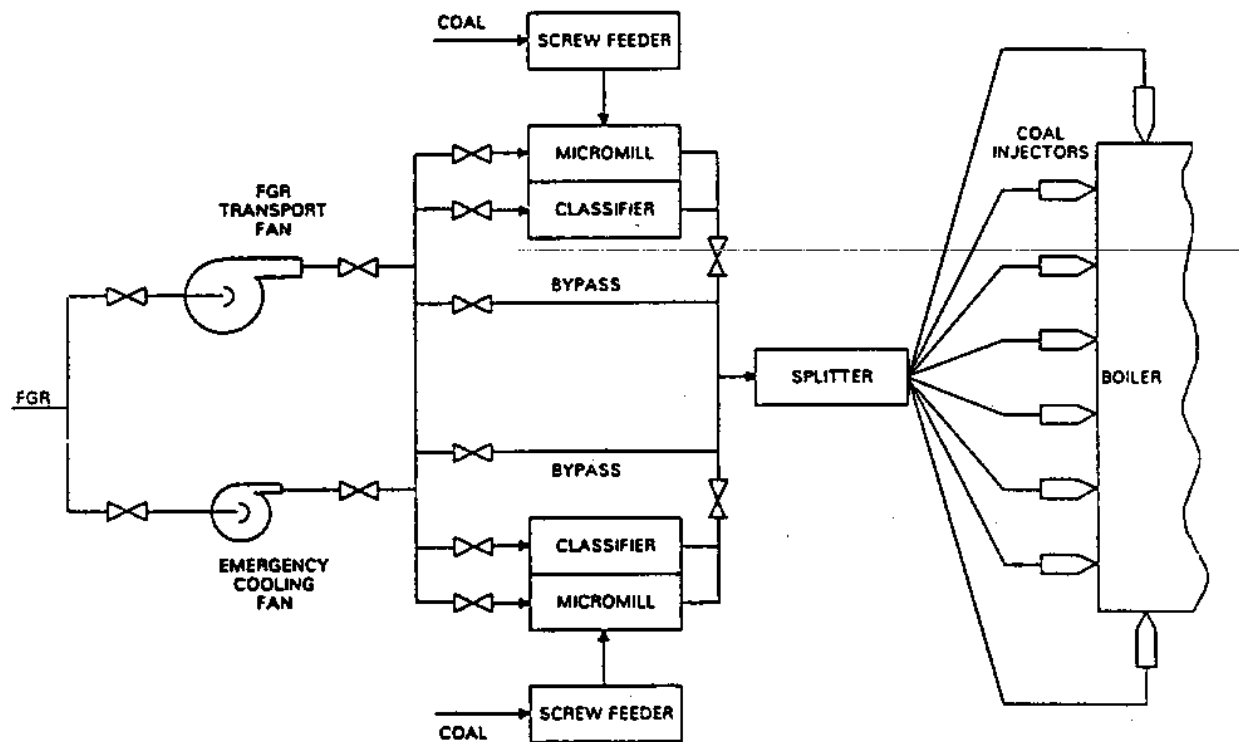 COAL
SCREW FEEDER
MICROMILL
CLASSIFIER
COAL
INJECTORS
FGR
TRANSPORT
FAN
BYPASS
SPLITTER
BOILER
FGR
BYPASS
EMERGENCY
COOLING
FAN
CLASSIFIER
MICROMILL
SCREW FEEDER
COAL